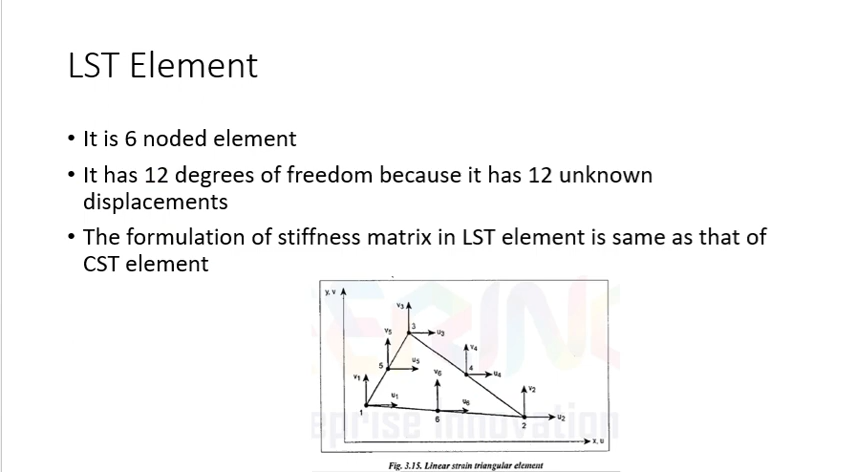 LST Element
• It is 6 noded element
• It has 12 degrees of freedom because it has 12 unknown
displacements
• The formulation of stiffness matrix in LST element is same as that of
CST element
y, v
v3
3
u3
v5
v4
5
u5
4
u4
v1
v6
v2
u1
u6
1
6
2
u2
x, u
eprise Innovation
Fig. 3.15. Linear strain triangular element